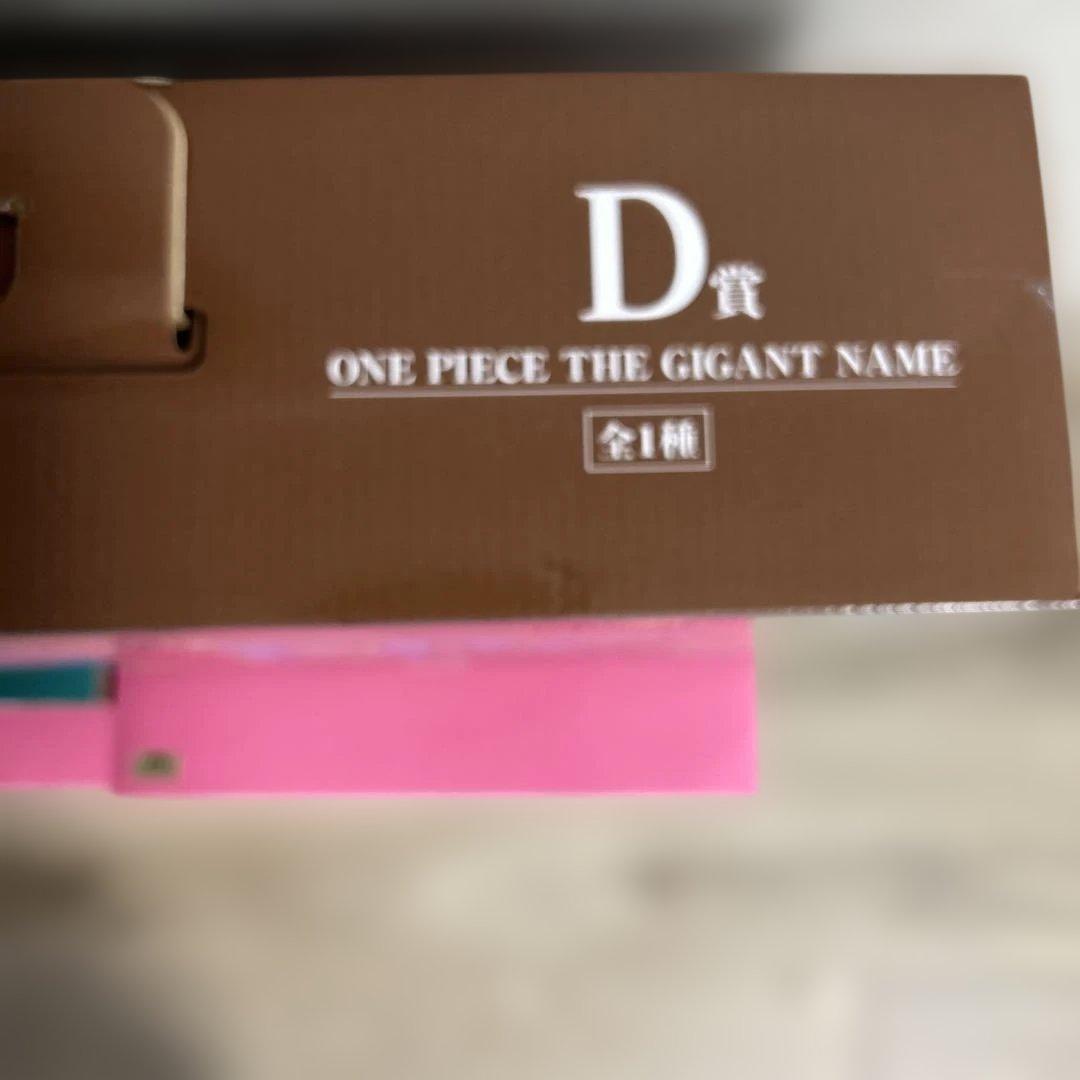 D賞
ONE PIECE THE GIGANT NAME
全1種